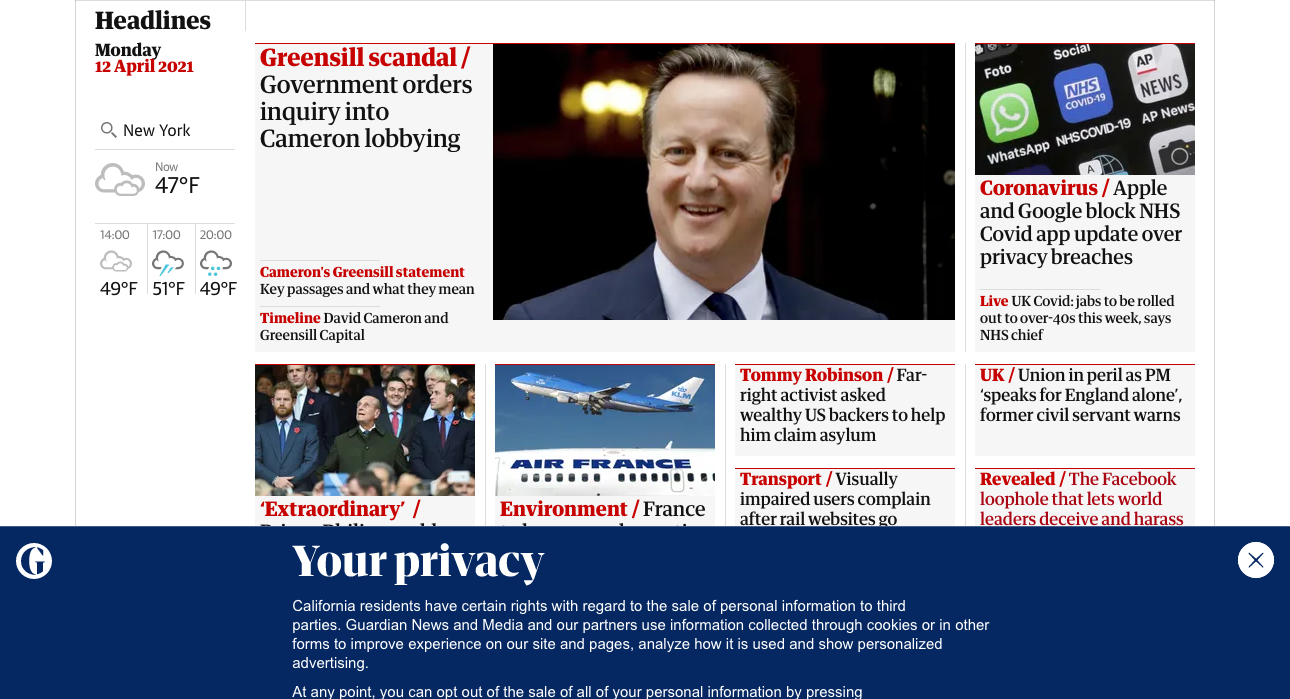 Headlines
Monday
12 April 2021
New York
Now
47°F
14:00
17:00
20:00
49°F
51°F
49°F
Greensill scandal /
Government orders
inquiry into
Cameron lobbying
Cameron's Greensill statement
Key passages and what they mean
Timeline David Cameron and
Greensill Capital
Foto
Social
AP
NEWS
NHS
COVID-19
WhatsApp
NHSCOVID-19
AP News
A
Coronavirus / Apple
and Google block NHS
Covid app update over
privacy breaches
Live UK Covid: jabs to be rolled
out to over-40s this week, says
NHS chief
‘Extraordinary’ /
KLM
AIR FRANCE
Environment / France
Tommy Robinson / Far-
right activist asked
wealthy US backers to help
him claim asylum
Transport / Visually
impaired users complain
after rail websites go
UK / Union in peril as PM
‘speaks for England alone’,
former civil servant warns
Revealed / The Facebook
loophole that lets world
leaders deceive and harass
G
Your privacy
California residents have certain rights with regard to the sale of personal information to third
parties. Guardian News and Media and our partners use information collected through cookies or in other
forms to improve experience on our site and pages, analyze how it is used and show personalized
advertising.
At any point, you can opt out of the sale of all of your personal information by pressing